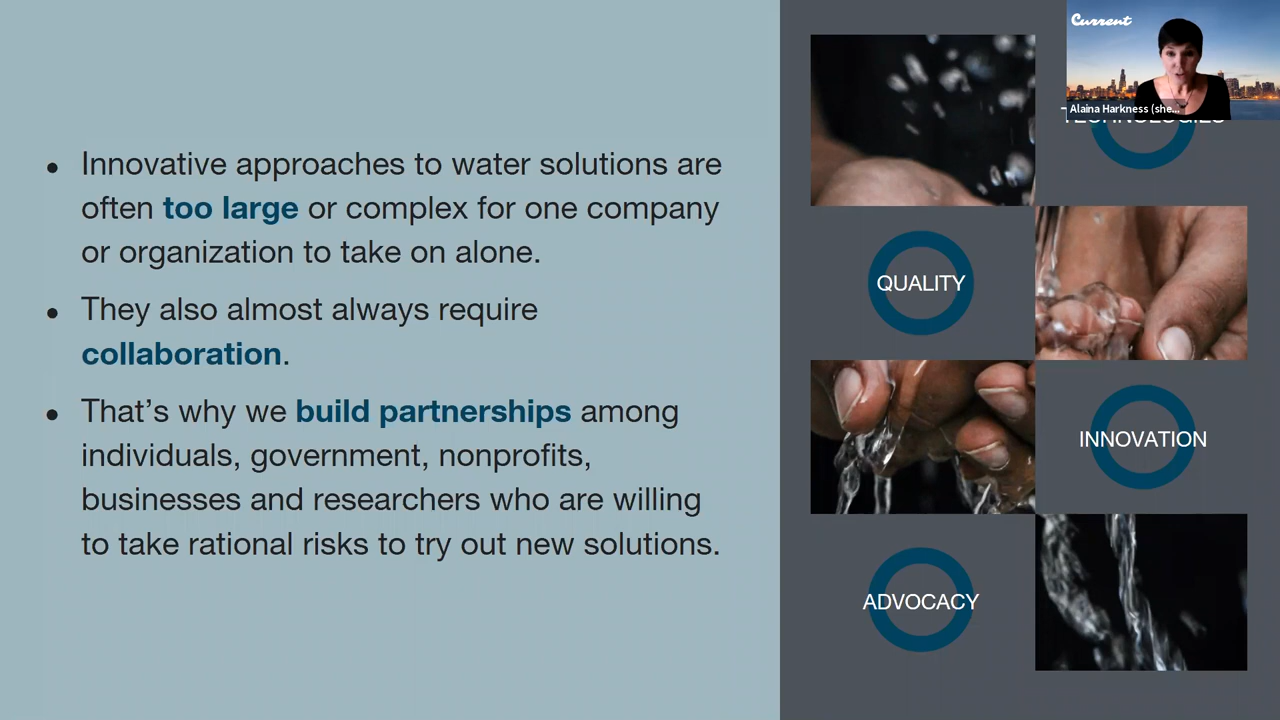 Innovative approaches to water solutions are
often too large or complex for one company
or organization to take on alone.
They also almost always require
collaboration.
That's why we build partnerships among
individuals, government, nonprofits,
businesses and researchers who are willing
to take rational risks to try out new solutions.
Current
Alaina Harkness (she...
TECHNOLOGIES
QUALITY
INNOVATION
ADVOCACY